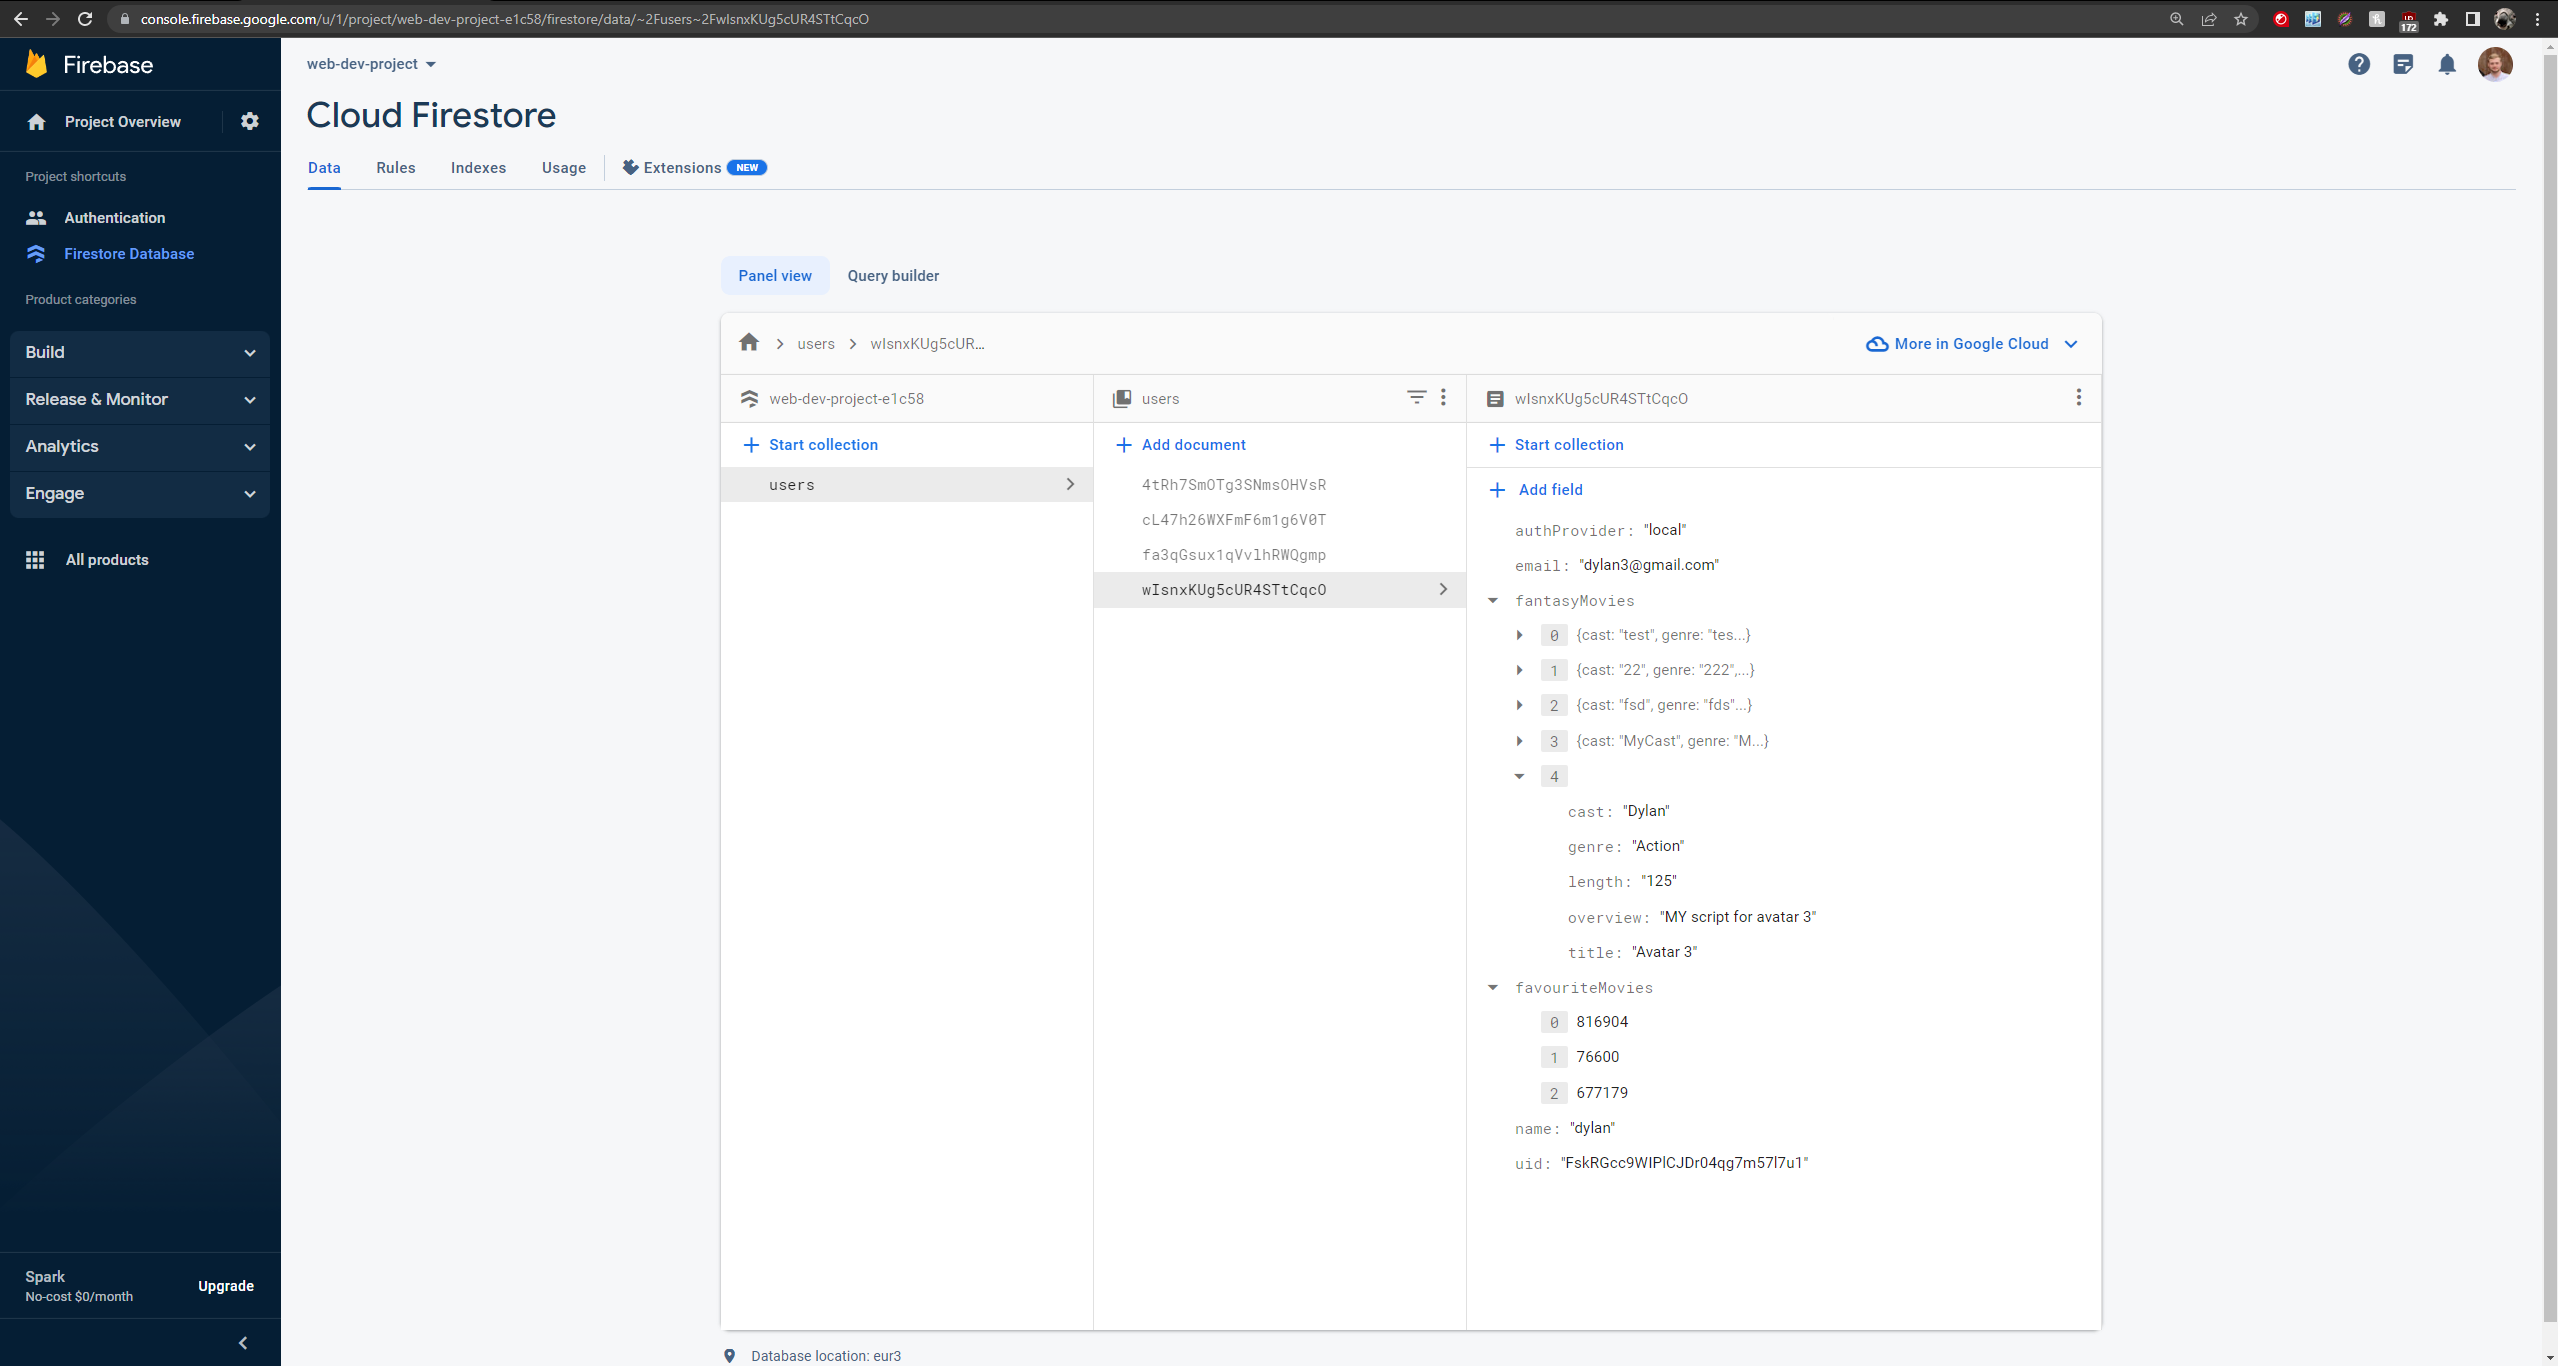 console.firebase.google.com/u/1/project/web-dev-project-e1c58/firestore/data/~2Fusers~2FwIsnxKUg5cUR4STtCqcO
172
Firebase
Project Overview
Project shortcuts
Authentication
Firestore Database
Product categories
Build
Release & Monitor
Analytics
Engage
All products
Spark
No-cost $0/month
Upgrade
web-dev-project
Cloud Firestore
Data Rules Indexes Usage Extensions NEW
Panel view Query builder
users wIsnxKUg5cUR...
More in Google Cloud
web-dev-project-e1c58
Start collection
users
users
Add document
4tRh7SmOTg3SNmsOHVsR
cL47h26WXFmF6m1g6V0T
fa3qGsux1qVvlhRWQgmp
wIsnxKUg5cUR4STtCqcO
wIsnxKUg5cUR4STtCqcO
Start collection
Add field
authProvider: "local"
email: "dylan3@gmail.com"
fantasyMovies
0 {cast: "test", genre: "tes...}
1 {cast: "22", genre: "222",...}
2 {cast: "fsd", genre: "fds"...}
3 {cast: "MyCast", genre: "M...}
4
cast: "Dylan"
genre: "Action"
length: "125"
overview: "MY script for avatar 3"
title: "Avatar 3"
favouriteMovies
0 816904
1 76600
2 677179
name: "dylan"
uid: "FskRGcc9WIPlCJDr04qg7m57l7u1"
Database location: eur3